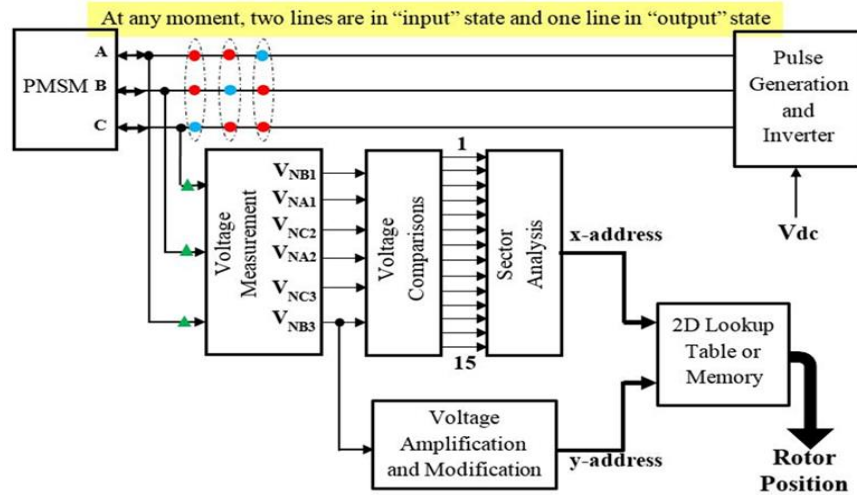 At any moment, two lines are in “input” state and one line in “output” state
A
PMSM B
C
Pulse
Generation
and
Inverter
Vdc
Voltage
Measurement
VNB1
VNA1
VNC2
VNA2
VNC3
VNB3
Voltage
Comparisons
1
15
Sector
Analysis
x-address
2D Lookup
Table or
Memory
Voltage
Amplification
and Modification
y-address
Rotor
Position